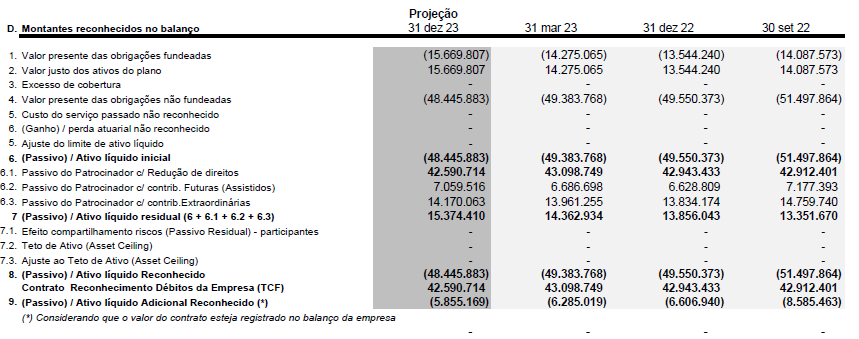 Projeção
D. Montantes reconhecidos no balanço 31 dez 23 31 mar 23 31 dez 22 30 set 22
1. Valor presente das obrigações fundeadas (15.669.807) (14.275.065) (13.544.240) (14.087.573)
2. Valor justo dos ativos do plano 15.669.807 14.275.065 13.544.240 14.087.573
3. Excesso de cobertura - - - -
4. Valor presente das obrigações não fundeadas (48.445.883) (49.383.768) (49.550.373) (51.497.864)
5. Custo do serviço passado não reconhecido - - - -
6. (Ganho) / perda atuarial não reconhecido - - - -
5. Ajuste do limite de ativo líquido - - - -
6. (Passivo) / Ativo líquido inicial (48.445.883) (49.383.768) (49.550.373) (51.497.864)
6.1. Passivo do Patrocinador c/ Redução de direitos 42.590.714 43.098.749 42.943.433 42.912.401
6.2. Passivo do Patrocinador c/ contrib. Futuras (Assistidos) 7.059.516 6.686.698 6.628.809 7.177.393
6.3. Passivo do Patrocinador c/ contrib.Extraordinárias 14.170.063 13.961.255 13.834.174 14.759.740
7 (Passivo) / Ativo líquido residual (6 + 6.1 + 6.2 + 6.3) 15.374.410 14.362.934 13.856.043 13.351.670
7.1. Efeito compartilhamento riscos (Passivo Residual) - participantes - - - -
7.2. Teto de Ativo (Asset Ceiling) - - - -
7.3. Ajuste ao Teto de Ativo (Asset Ceiling) - - - -
8. (Passivo) / Ativo líquido Reconhecido (48.445.883) (49.383.768) (49.550.373) (51.497.864)
Contrato Reconhecimento Débitos da Empresa (TCF) 42.590.714 43.098.749 42.943.433 42.912.401
9. (Passivo) / Ativo líquido Adicional Reconhecido (*) (5.855.169) (6.285.019) (6.606.940) (8.585.463)
(*) Considerando que o valor do contrato esteja registrado no balanço da empresa
- - - -